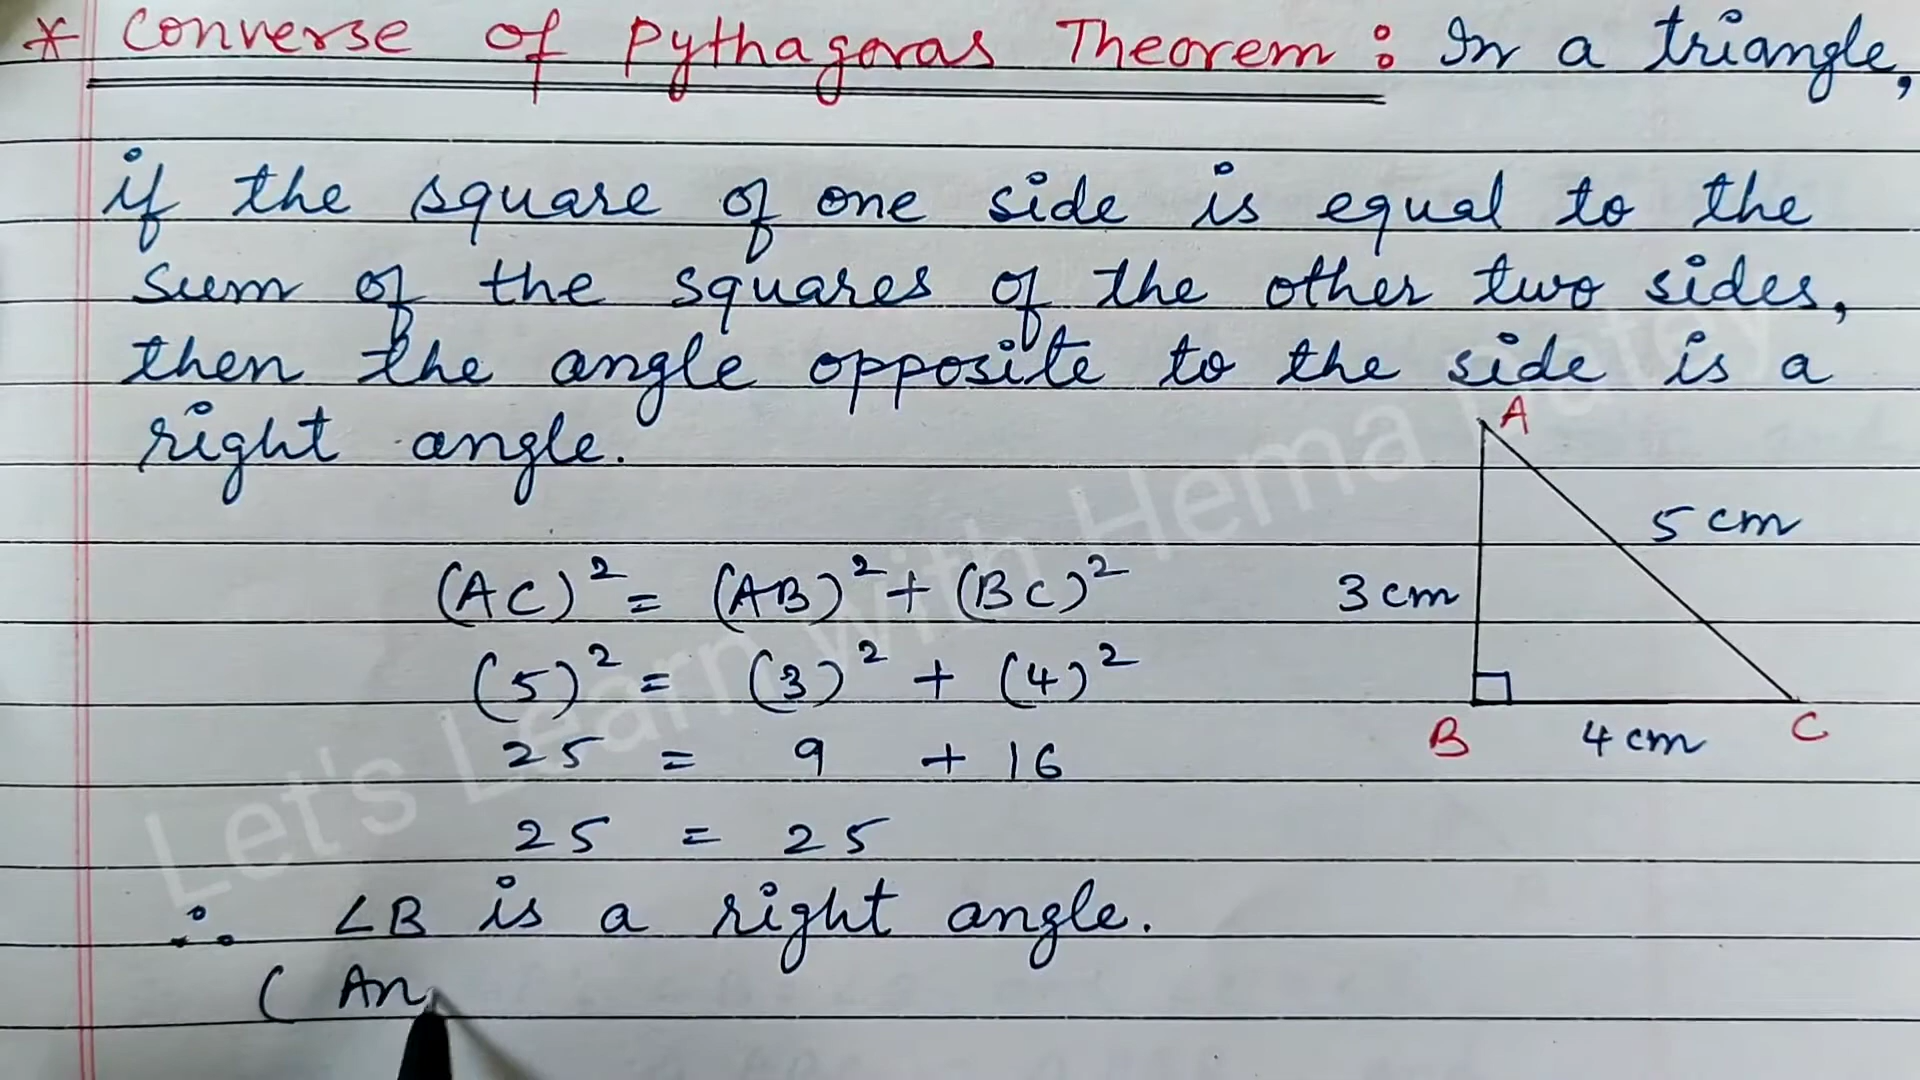 * Converse of Pythagoras Theorem : In a triangle,
if the square of one side is equal to the
sum of the squares of the other two sides,
then the angle opposite to the side is a
right angle.
A
5 cm
3 cm
B 4 cm C
(AC)² = (AB)² + (BC)²
(5)² = (3)² + (4)²
25 = 9 + 16
25 = 25
∴ ∠B is a right angle.
( An
Let's Learn with Hema